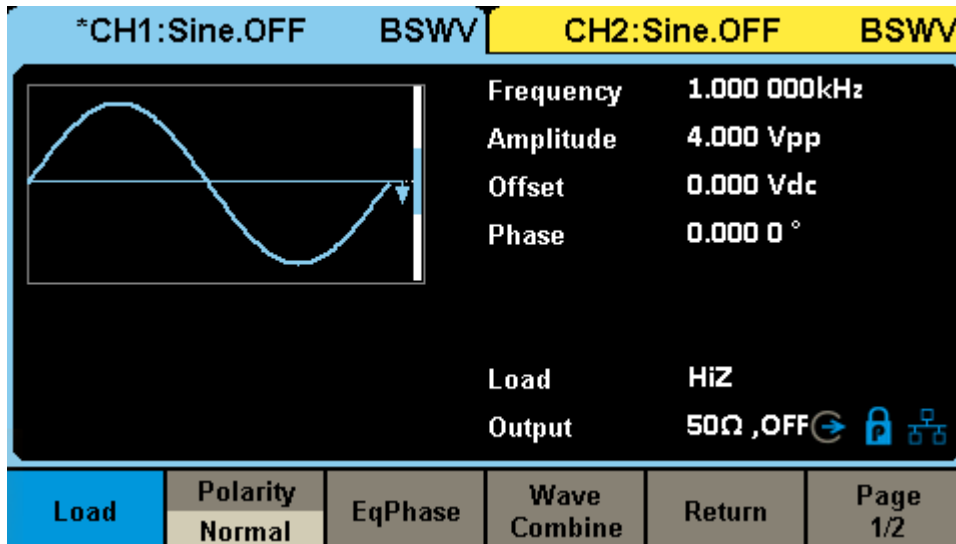 *CH1:Sine.OFF BSWV CH2:Sine.OFF BSWV
Frequency 1.000 000kHz
Amplitude 4.000 Vpp
Offset 0.000 Vdc
Phase 0.000 0 °
Load HiZ
Output 50Ω ,OFF P
Load
Polarity
Normal
EqPhase
Wave
Combine
Return
Page
1/2